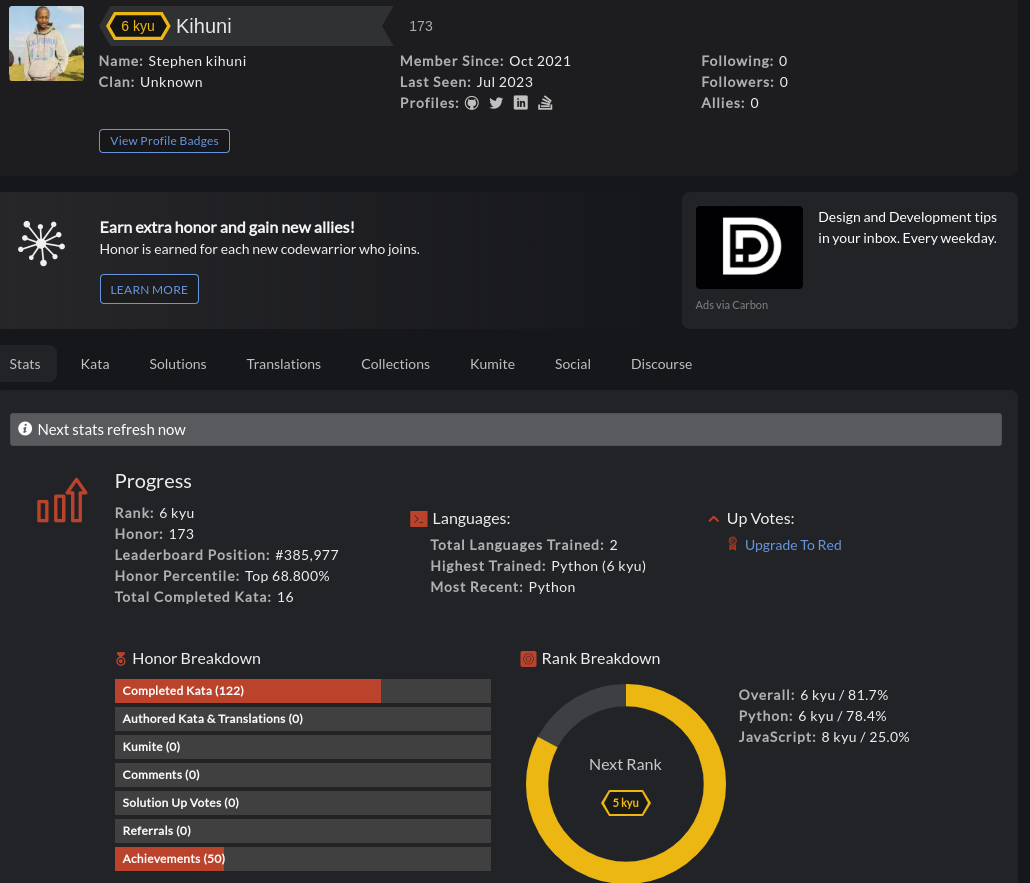 6 kyu Kihuni 173
Name: Stephen kihuni
Clan: Unknown
Member Since: Oct 2021
Last Seen: Jul 2023
Profiles:
Following: 0
Followers: 0
Allies: 0
View Profile Badges
Earn extra honor and gain new allies!
Honor is earned for each new codewarrior who joins.
LEARN MORE
Design and Development tips
in your inbox. Every weekday.
Ads via Carbon
Stats Kata Solutions Translations Collections Kumite Social Discourse
Next stats refresh now
Progress
Rank: 6 kyu
Honor: 173
Leaderboard Position: #385,977
Honor Percentile: Top 68.800%
Total Completed Kata: 16
Languages:
Total Languages Trained: 2
Highest Trained: Python (6 kyu)
Most Recent: Python
Up Votes:
Upgrade To Red
Honor Breakdown
Completed Kata (122)
Authored Kata & Translations (0)
Kumite (0)
Comments (0)
Solution Up Votes (0)
Referrals (0)
Achievements (50)
Rank Breakdown
Next Rank
5 kyu
Overall: 6 kyu / 81.7%
Python: 6 kyu / 78.4%
JavaScript: 8 kyu / 25.0%